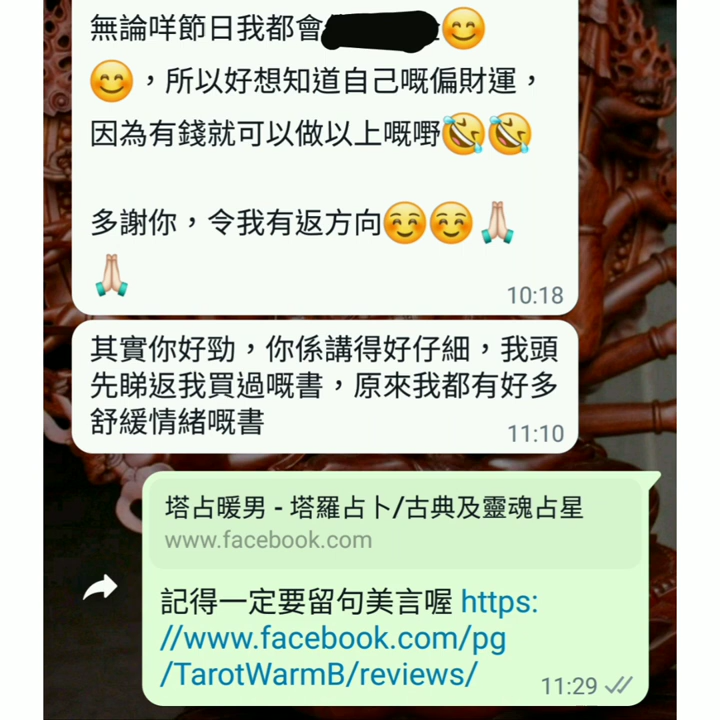 無論咩節日我都會😊
😊，所以好想知道自己嘅偏財運，
因為有錢就可以做以上嘅嘢🤣🤣
多謝你，令我有返方向☺️☺️🙏🏻
🙏🏻
10:18
其實你好勁，你係講得好仔細，我頭
先睇返我買過嘅書，原來我都有好多
舒緩情緒嘅書
11:10
塔占暖男 - 塔羅占卜/古典及靈魂占星
www.facebook.com
記得一定要留句美言喔 https:
//www.facebook.com/pg
/TarotWarmB/reviews/
11:29